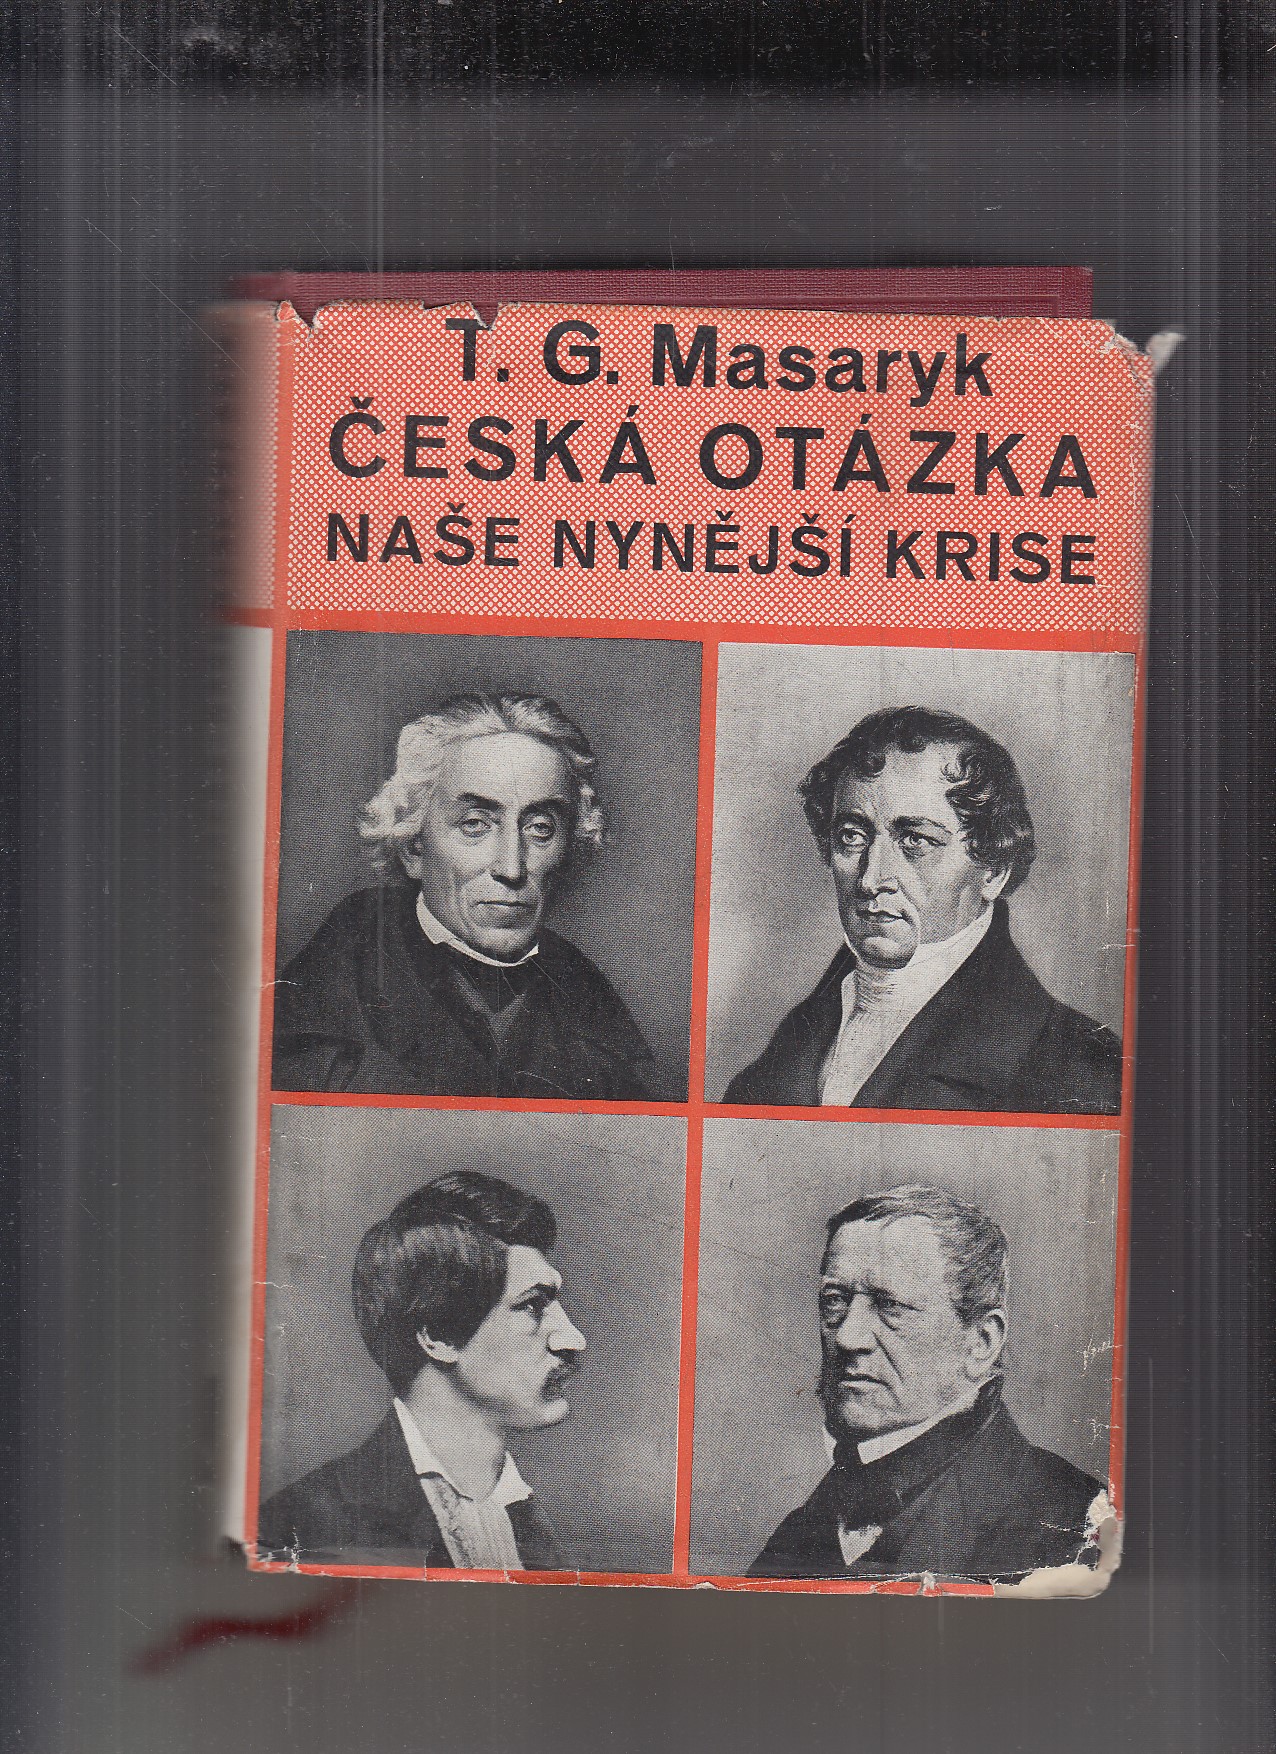 T. G. Masaryk
ČESKÁ OTÁZKA
NAŠE NYNĚJŠÍ KRISE